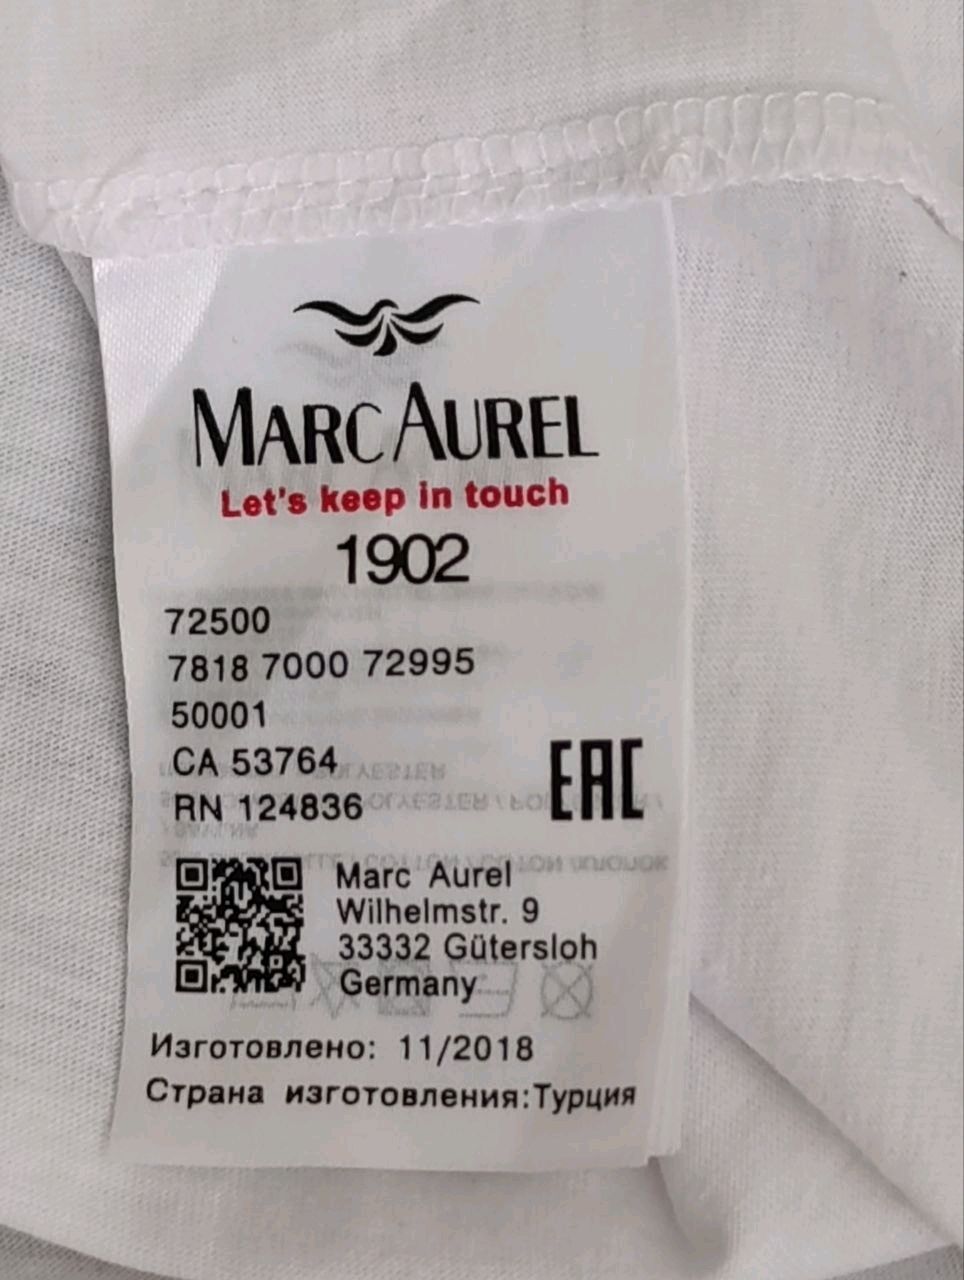 MARC AUREL
Let's keep in touch
1902
72500
7818 7000 72995
50001
CA 53764
RN 124836
EAC
Marc Aurel
Wilhelmstr. 9
33332 Gütersloh
Germany
Изготовлено: 11/2018
Страна изготовления:Турция